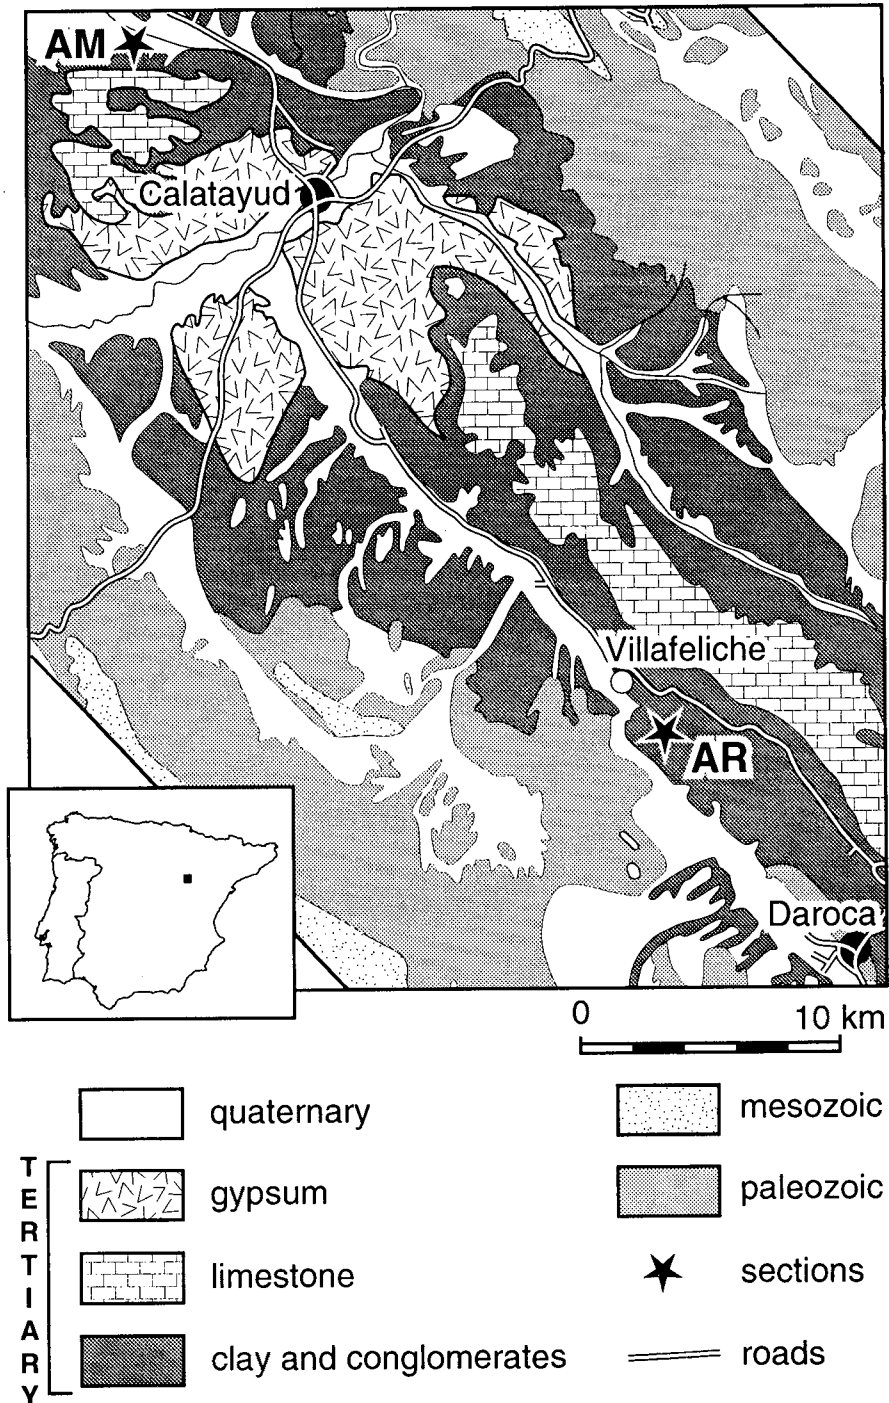 AM
Calatayud
Villafeliche
AR
Daroca
0 10 km
quaternary
mesozoic
TERTIARY
gypsum
paleozoic
limestone
sections
clay and conglomerates
roads